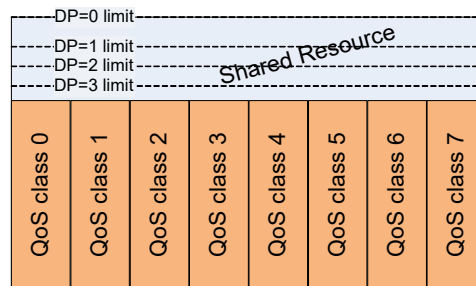 DP=0 limit
DP=1 limit
DP=2 limit
DP=3 limit
Shared Resource
QoS class 0
QoS class 1
QoS class 2
QoS class 3
QoS class 4
QoS class 5
QoS class 6
QoS class 7